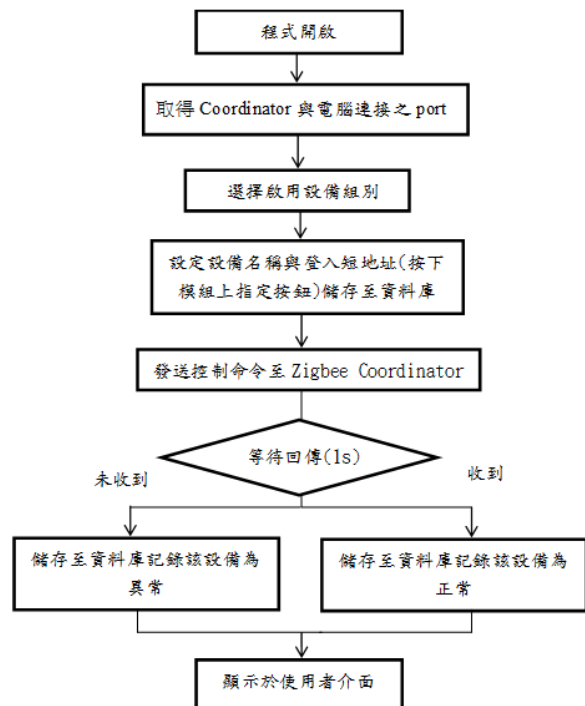 程式開啟
取得 Coordinator 與電腦連接之 port
選擇啟用設備組別
設定設備名稱與登入短地址(按下
模組上指定按鈕)儲存至資料庫
發送控制命令至 Zigbee Coordinator
等待回傳(1s)
未收到
收到
儲存至資料庫記錄該設備為
異常
儲存至資料庫記錄該設備為
正常
顯示於使用者介面